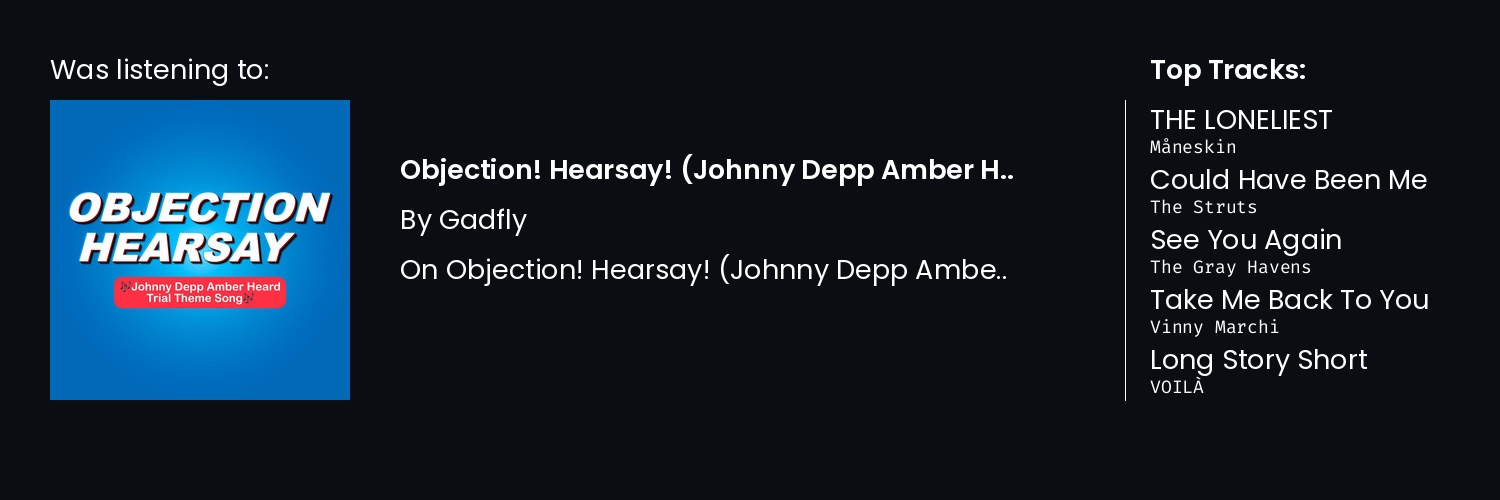 Was listening to:
OBJECTION
HEARSAY
🎶Johnny Depp Amber Heard
Trial Theme Song🎶
Objection! Hearsay! (Johnny Depp Amber H..
By Gadfly
On Objection! Hearsay! (Johnny Depp Ambe..
Top Tracks:
THE LONELIEST
Måneskin
Could Have Been Me
The Struts
See You Again
The Gray Havens
Take Me Back To You
Vinny Marchi
Long Story Short
VOILÀ